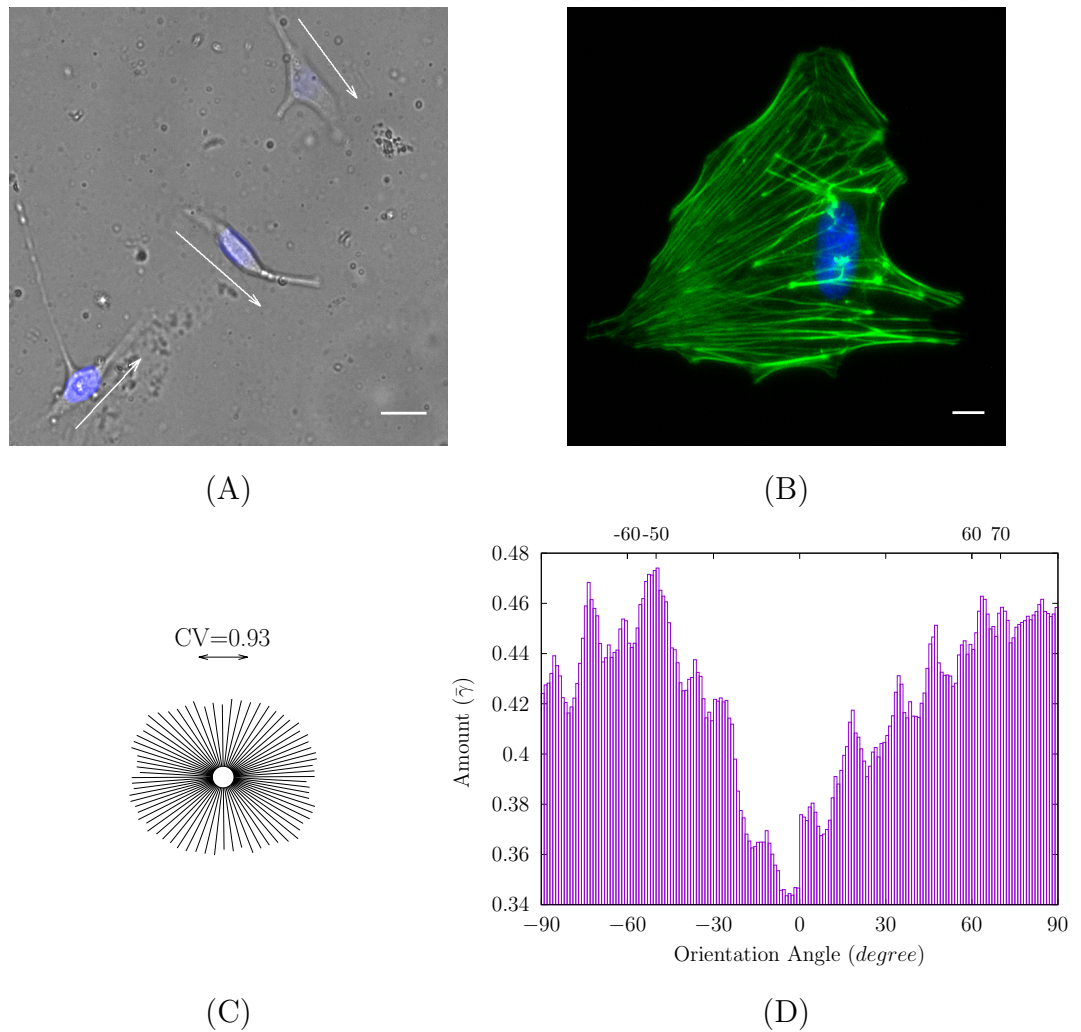 (A)
(B)
CV=0.93
(C)
-60 -50 60 70
0.48
0.46
0.44
0.42
0.4
0.38
0.36
0.34
Amount (γ̄)
−90 −60 −30 0 30 60 90
Orientation Angle (degree)
(D)